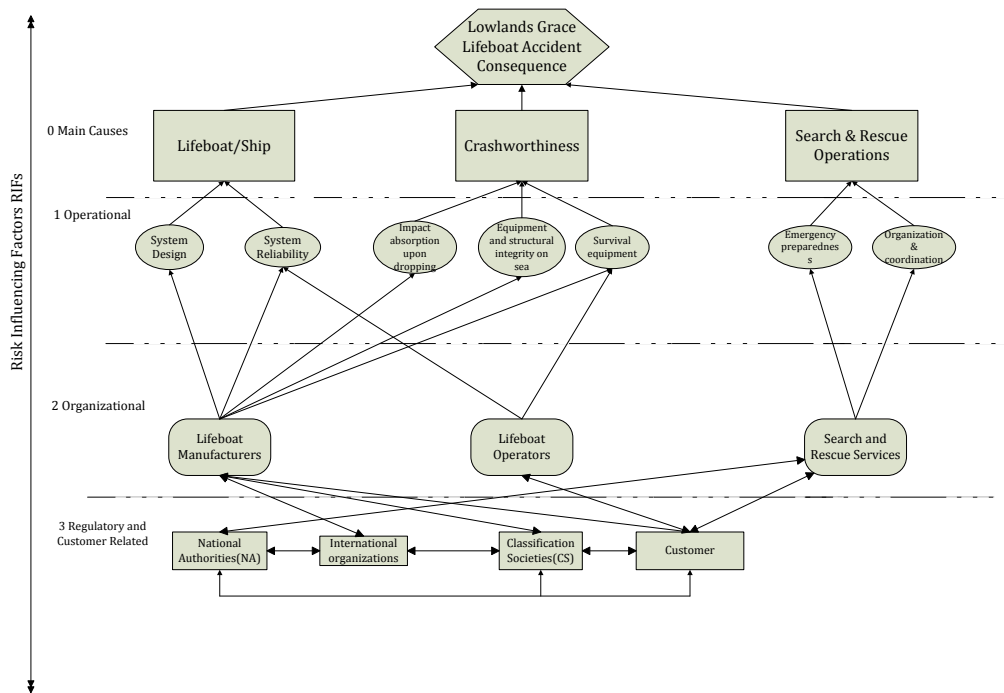 Lowlands Grace
Lifeboat Accident
Consequence
0 Main Causes
Lifeboat/Ship
Crashworthiness
Search & Rescue
Operations
1 Operational
System
Design
System
Reliability
Impact
absorption
upon
dropping
Equipment
and structural
integrity on
sea
Survival
equipment
Emergency
preparednes
s
Organization
&
coordination
Risk Influencing Factors RIFs
2 Organizational
Lifeboat
Manufacturers
Lifeboat
Operators
Search and
Rescue Services
3 Regulatory and
Customer Related
National
Authorities(NA)
International
organizations
Classification
Societies(CS)
Customer